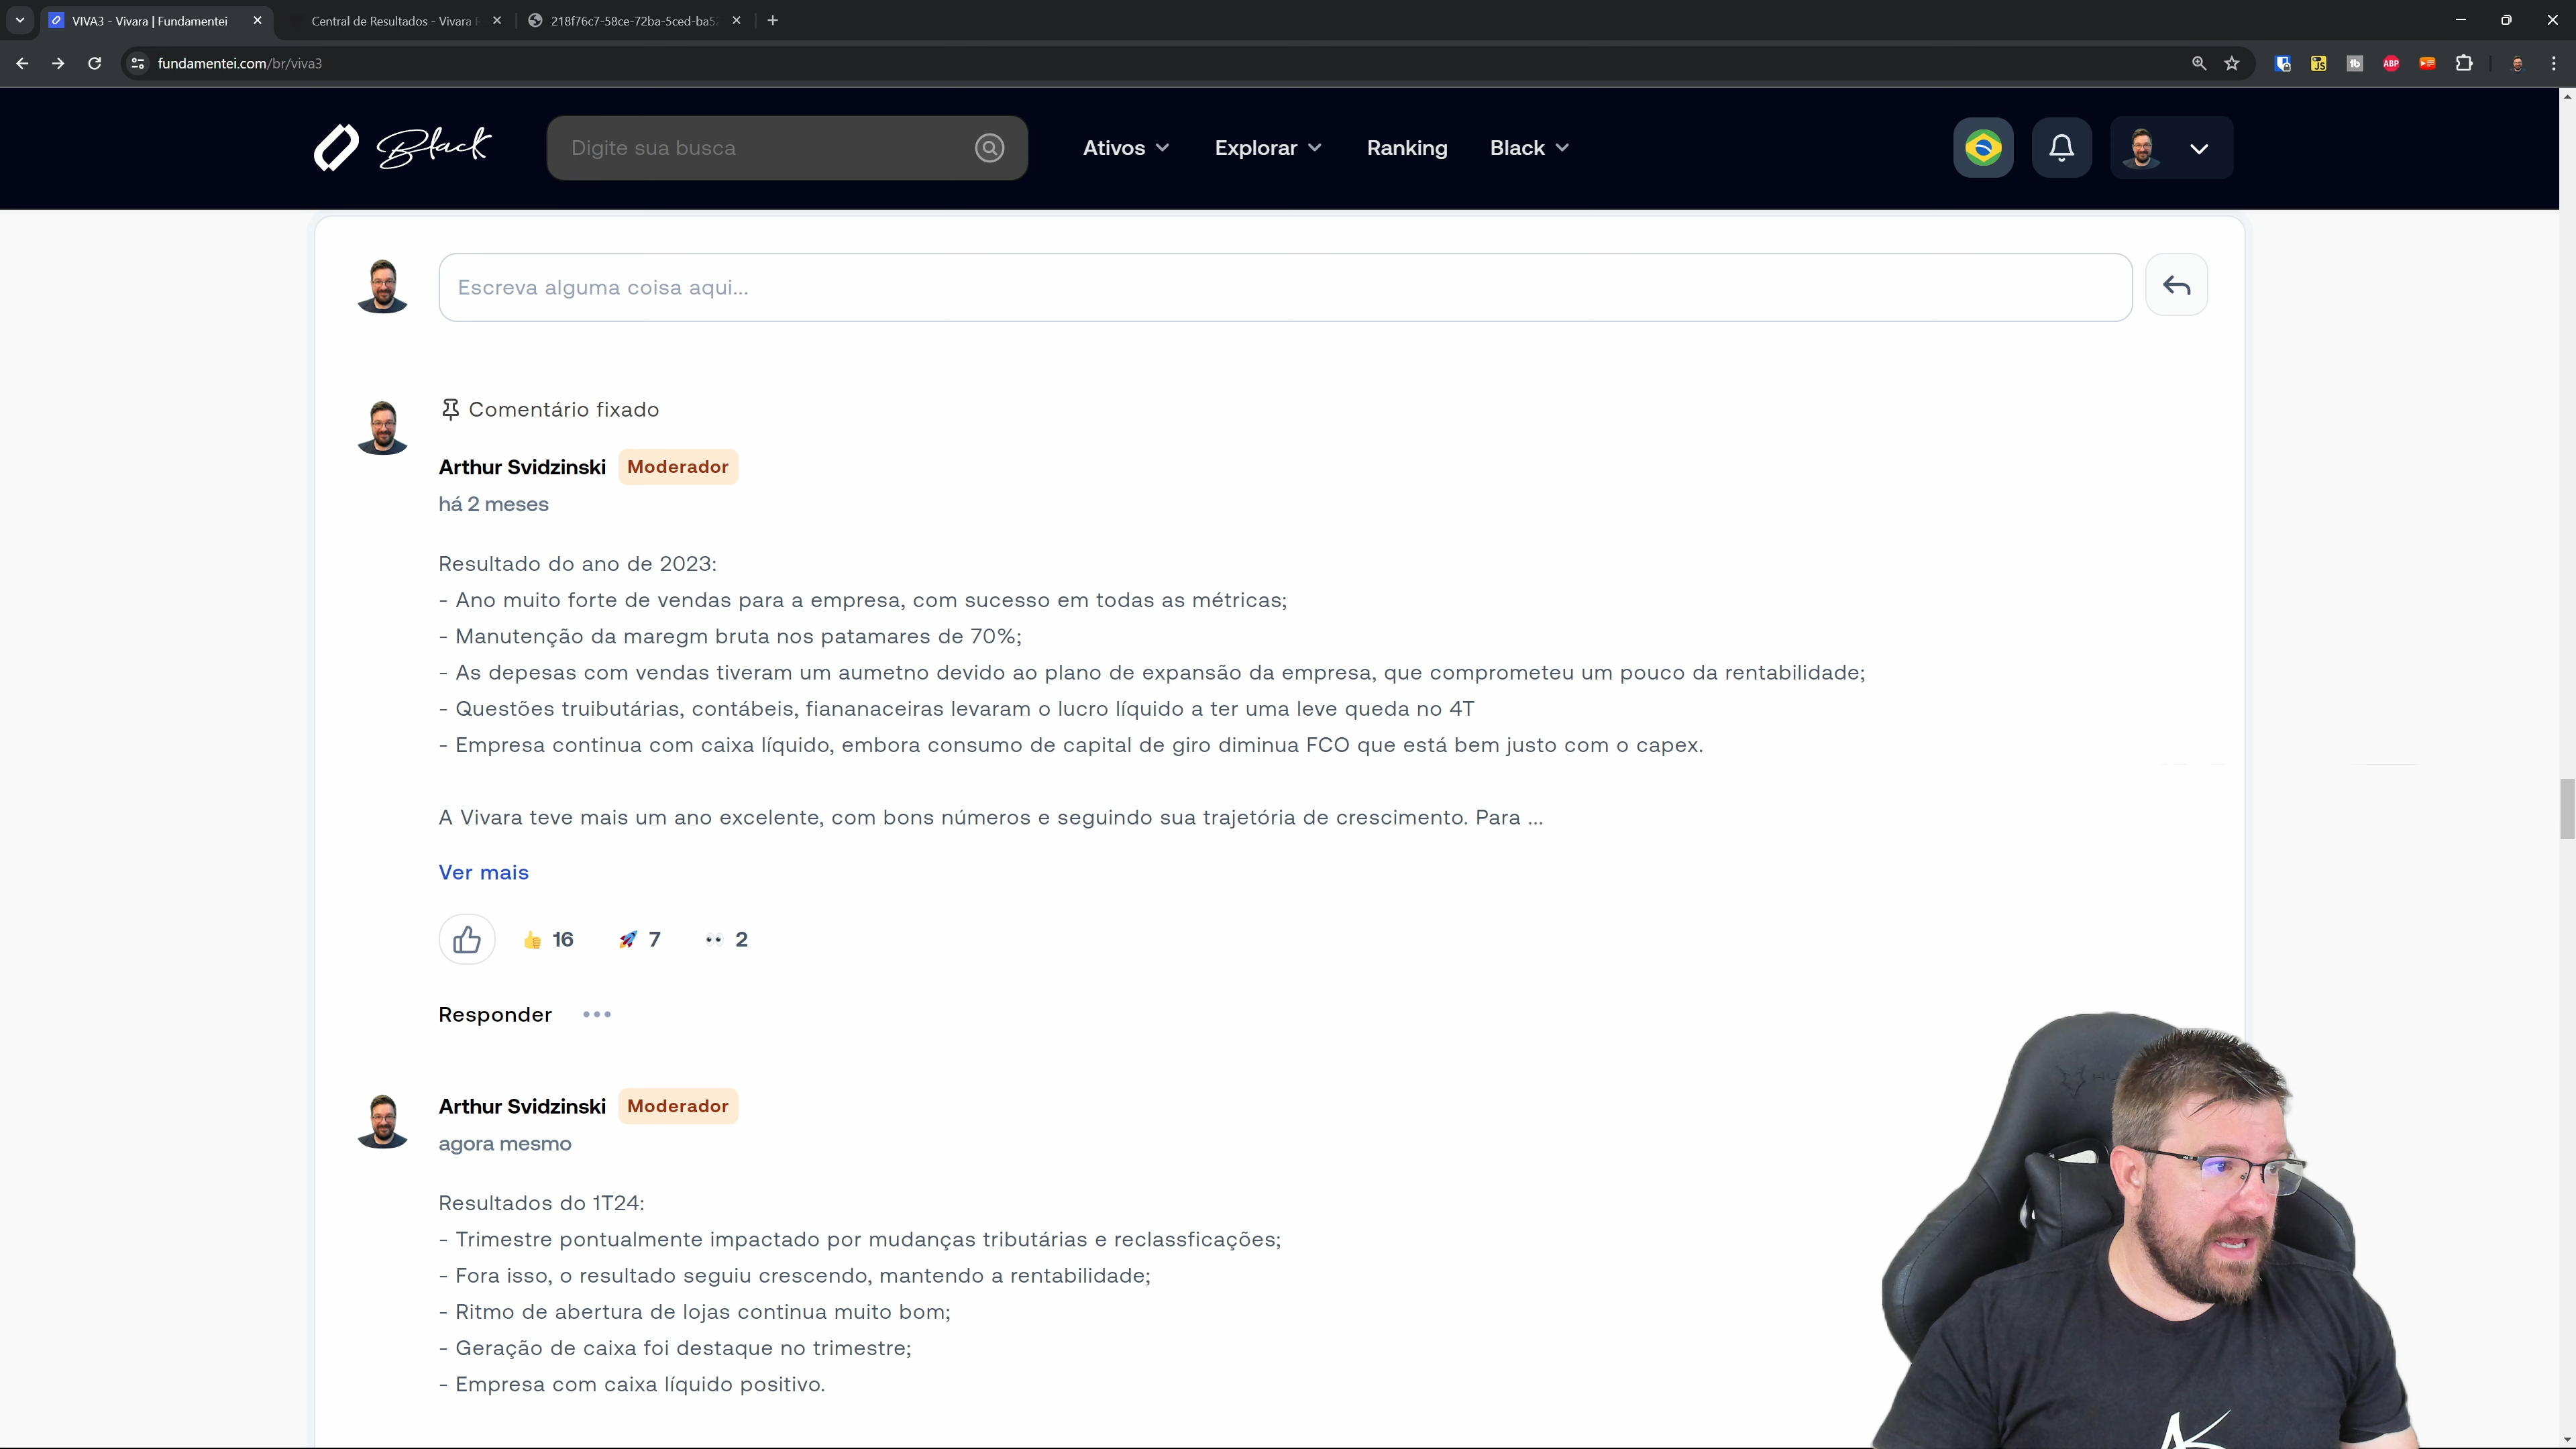 VIVA3 - Vivara | Fundamentei
Central de Resultados - Vivara
218f76c7-58ce-72ba-5ced-ba5
fundamentei.com/br/viva3
Black
Digite sua busca
Ativos
Explorar
Ranking
Black
Escreva alguma coisa aqui...
Comentário fixado
Arthur Svidzinski Moderador
há 2 meses
Resultado do ano de 2023:
- Ano muito forte de vendas para a empresa, com sucesso em todas as métricas;
- Manutenção da maregm bruta nos patamares de 70%;
- As depesas com vendas tiveram um aumetno devido ao plano de expansão da empresa, que comprometeu um pouco da rentabilidade;
- Questões truibutárias, contábeis, fiananaceiras levaram o lucro líquido a ter uma leve queda no 4T
- Empresa continua com caixa líquido, embora consumo de capital de giro diminua FCO que está bem justo com o capex.
A Vivara teve mais um ano excelente, com bons números e seguindo sua trajetória de crescimento. Para ...
Ver mais
16 7 2
Responder
Arthur Svidzinski Moderador
agora mesmo
Resultados do 1T24:
- Trimestre pontualmente impactado por mudanças tributárias e reclassficações;
- Fora isso, o resultado seguiu crescendo, mantendo a rentabilidade;
- Ritmo de abertura de lojas continua muito bom;
- Geração de caixa foi destaque no trimestre;
- Empresa com caixa líquido positivo.